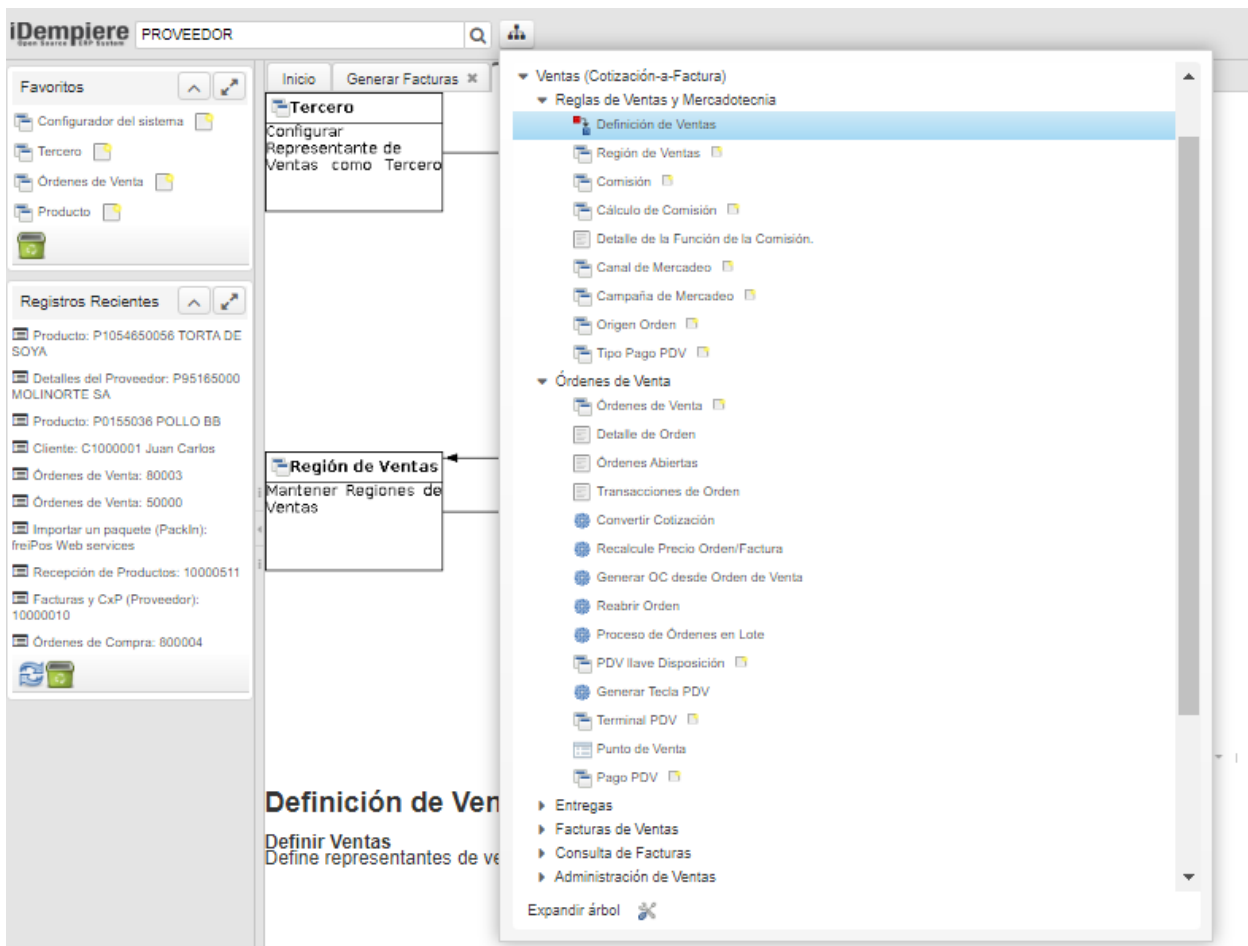 iDempiere
Open Source ERP System
PROVEEDOR
Favoritos
Configurador del sistema
Tercero
Órdenes de Venta
Producto
Registros Recientes
Producto: P1054650056 TORTA DE
SOYA
Detalles del Proveedor: P95165000
MOLINORTE SA
Producto: P0155036 POLLO BB
Cliente: C1000001 Juan Carlos
Órdenes de Venta: 80003
Órdenes de Venta: 50000
Importar un paquete (PackIn):
freiPos Web services
Recepción de Productos: 10000511
Facturas y CxP (Proveedor):
10000010
Órdenes de Compra: 800004
Inicio
Generar Facturas
Tercero
Configurar
Representante de
Ventas como Tercero
Región de Ventas
Mantener Regiones de
Ventas
Definición de Ven
Definir Ventas
Define representantes de ve
Ventas (Cotización-a-Factura)
Reglas de Ventas y Mercadotecnia
Definición de Ventas
Región de Ventas
Comisión
Cálculo de Comisión
Detalle de la Función de la Comisión.
Canal de Mercadeo
Campaña de Mercadeo
Origen Orden
Tipo Pago PDV
Órdenes de Venta
Órdenes de Venta
Detalle de Orden
Órdenes Abiertas
Transacciones de Orden
Convertir Cotización
Recalcule Precio Orden/Factura
Generar OC desde Orden de Venta
Reabrir Orden
Proceso de Órdenes en Lote
PDV llave Disposición
Generar Tecla PDV
Terminal PDV
Punto de Venta
Pago PDV
Entregas
Facturas de Ventas
Consulta de Facturas
Administración de Ventas
Expandir árbol